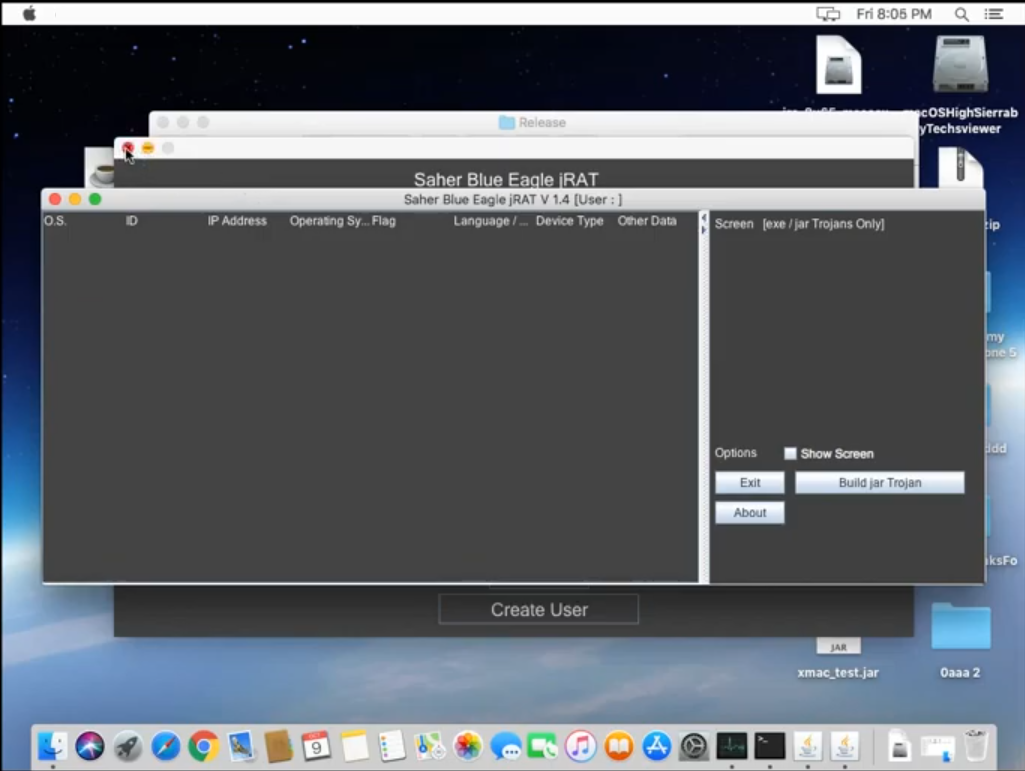 Fri 8:05 PM
macOSHighSierrab
yTechsviewer
Release
Saher Blue Eagle jRAT
Saher Blue Eagle jRAT V 1.4 [User : ]
O.S. ID IP Address Operating Sy... Flag Language / ... Device Type Other Data
Screen [exe / jar Trojans Only]
zip
my
one 5
Options Show Screen
Exit Build jar Trojan
About
Create User
JAR
xmac_test.jar 0aaa 2
9